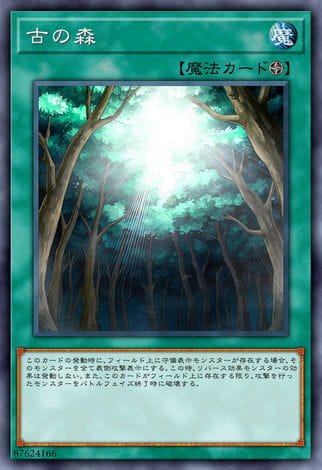 古の森
魔
【魔法カード】
このカードの発動時に、フィールド上に守備表示モンスターが存在する場合、そ
のモンスターを全て表側攻撃表示にする。この時、リバース効果モンスターの効
果は発動しない。また、このカードがフィールド上に存在する限り、攻撃を行っ
たモンスターをバトルフェイズ終了時に破壊する。
87624166